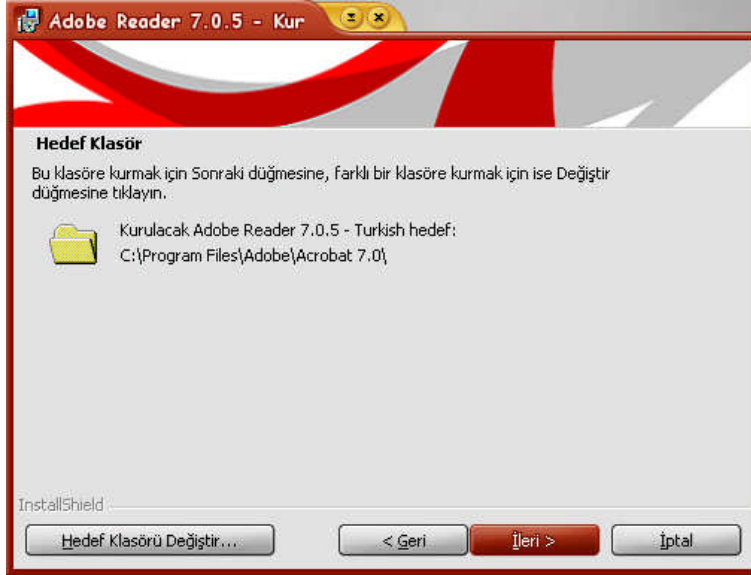 Adobe Reader 7.0.5 - Kur
Hedef Klasör
Bu klasöre kurmak için Sonraki düğmesine, farklı bir klasöre kurmak için ise Değiştir
düğmesine tıklayın.
Kurulacak Adobe Reader 7.0.5 - Turkish hedef:
C:\Program Files\Adobe\Acrobat 7.0\
InstallShield
Hedef Klasörü Değiştir...
< Geri
İleri >
İptal